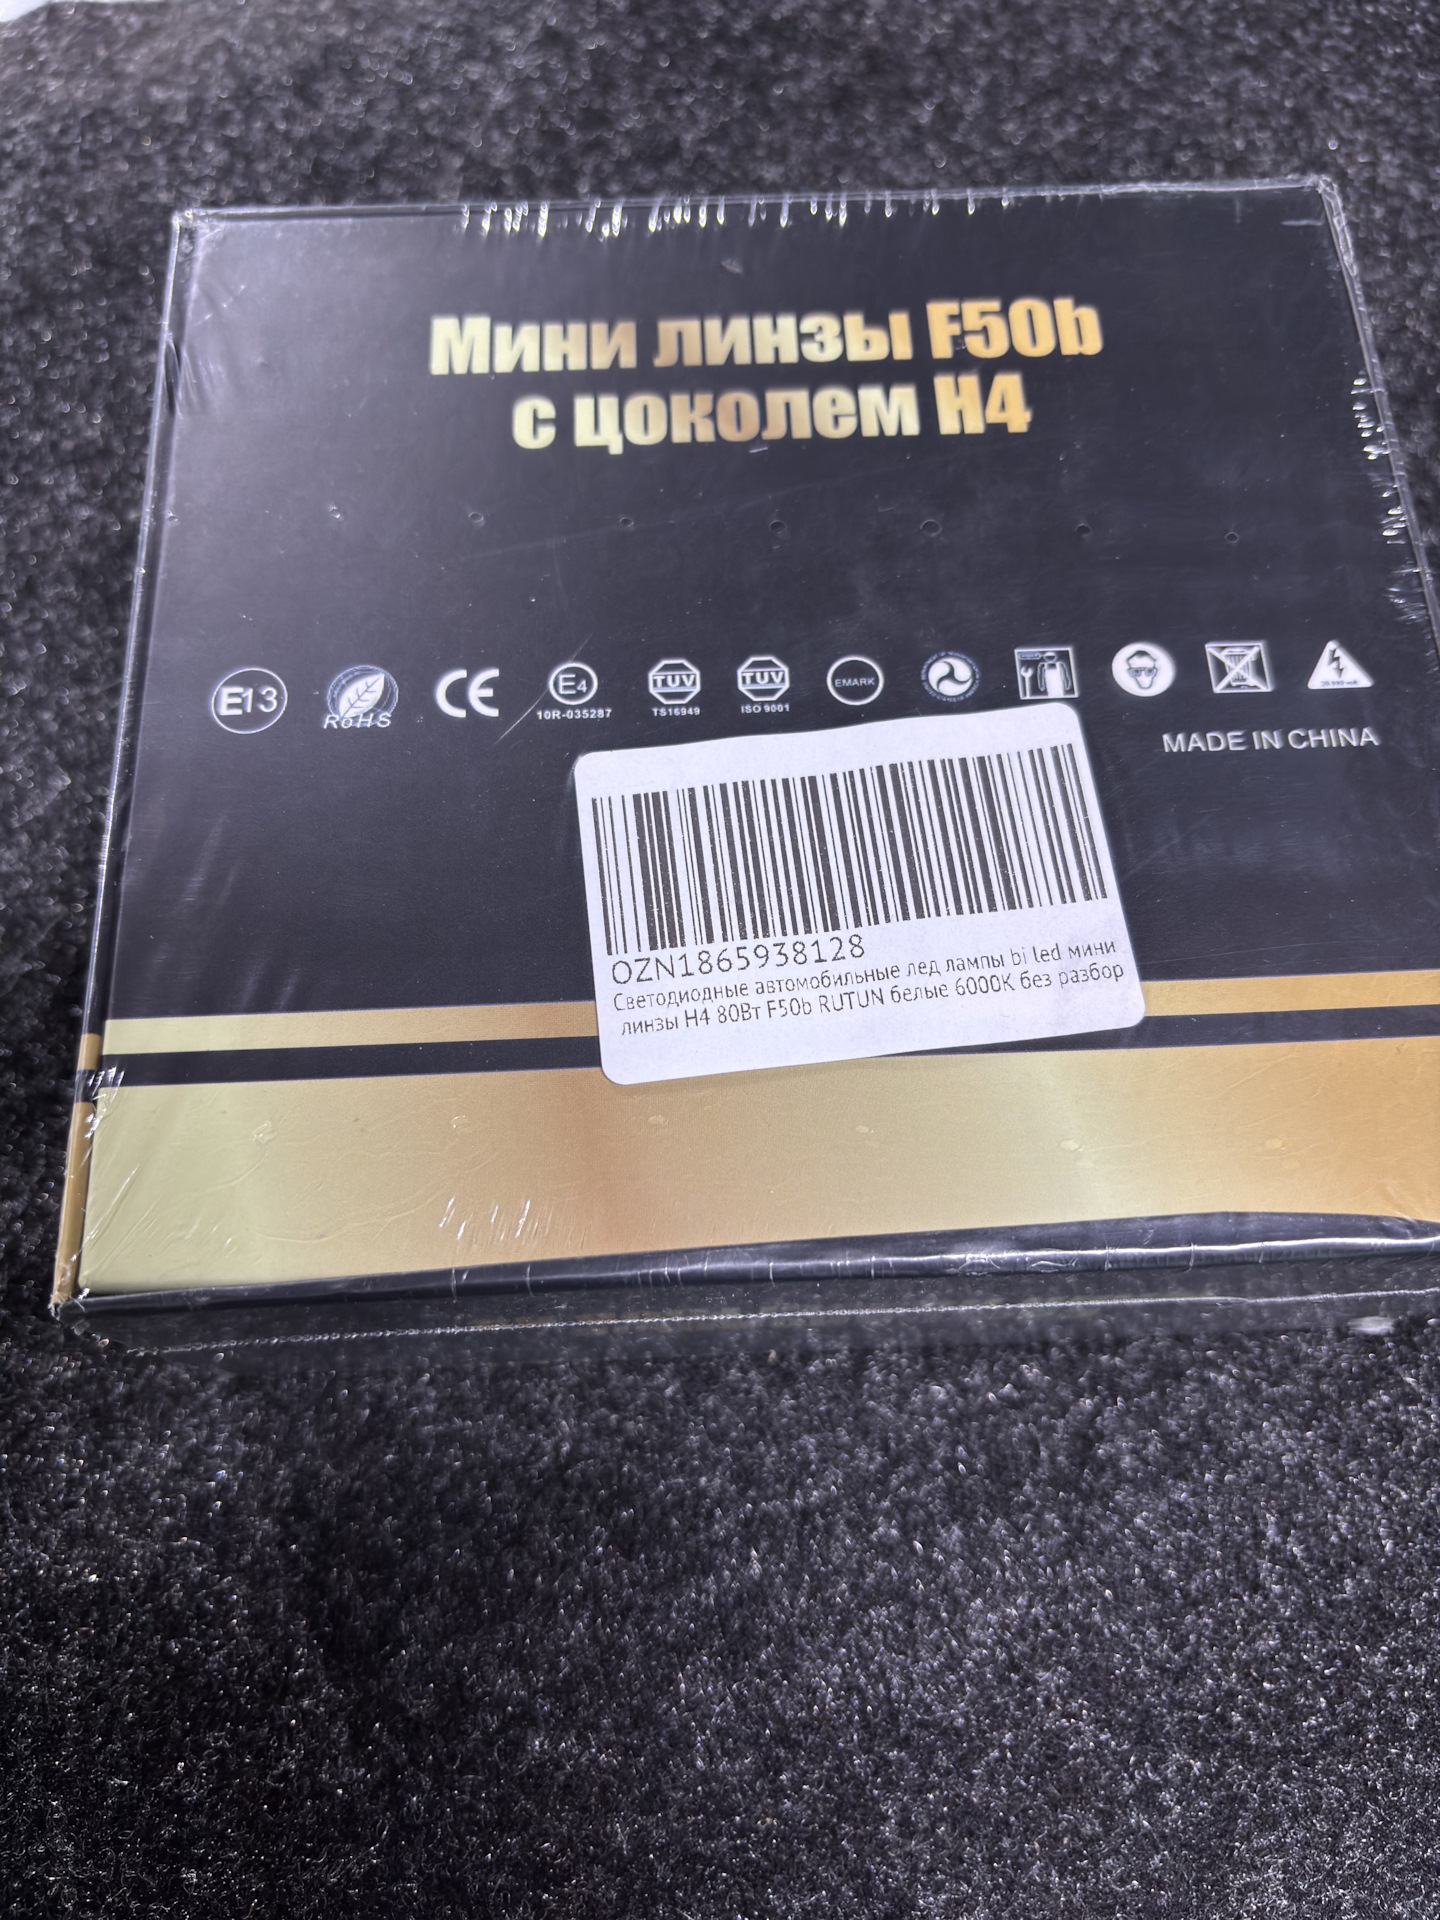 Мини линзы F50b
с цоколем H4
E13
RoHS
CE
E4
10R-035287
TUV
TS16949
TUV
ISO 9001
EMARK
MADE IN CHINA
OZN1865938128
Светодиодные автомобильные лед лампы bi led мини
линзы H4 80Вт F50b RUTUN белые 6000K без разбор